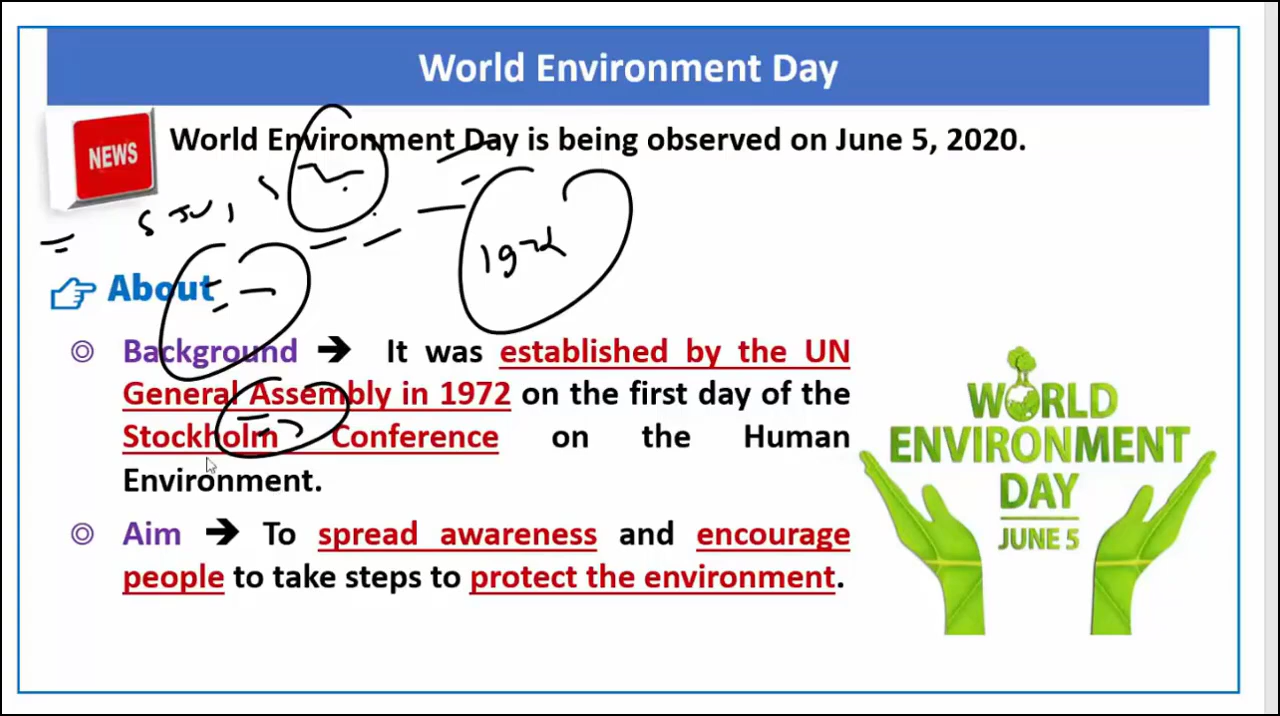 World Environment Day
NEWS
World Environment Day is being observed on June 5, 2020.
1972
About
Background ➔ It was established by the UN
General Assembly in 1972 on the first day of the
Stockholm Conference on the Human
Environment.
Aim ➔ To spread awareness and encourage
people to take steps to protect the environment.
WORLD
ENVIRONMENT
DAY
JUNE 5